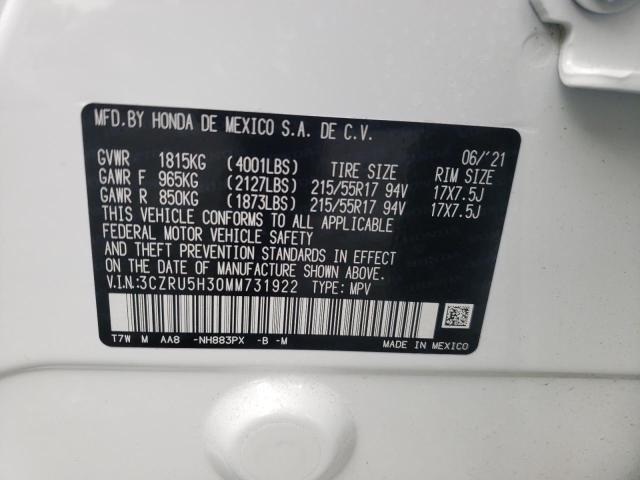 MFD.BY HONDA DE MEXICO S.A. DE C.V.
06/'21
GVWR 1815KG (4001LBS) TIRE SIZE RIM SIZE
GAWR F 965KG (2127LBS) 215/55R17 94V 17X7.5J
GAWR R 850KG (1873LBS) 215/55R17 94V 17X7.5J
THIS VEHICLE CONFORMS TO ALL APPLICABLE
FEDERAL MOTOR VEHICLE SAFETY
AND THEFT PREVENTION STANDARDS IN EFFECT
ON THE DATE OF MANUFACTURE SHOWN ABOVE.
V.I.N:3CZRU5H30MM731922 TYPE: MPV
T7W M AA8 -NH883PX -B -M
MADE IN MEXICO